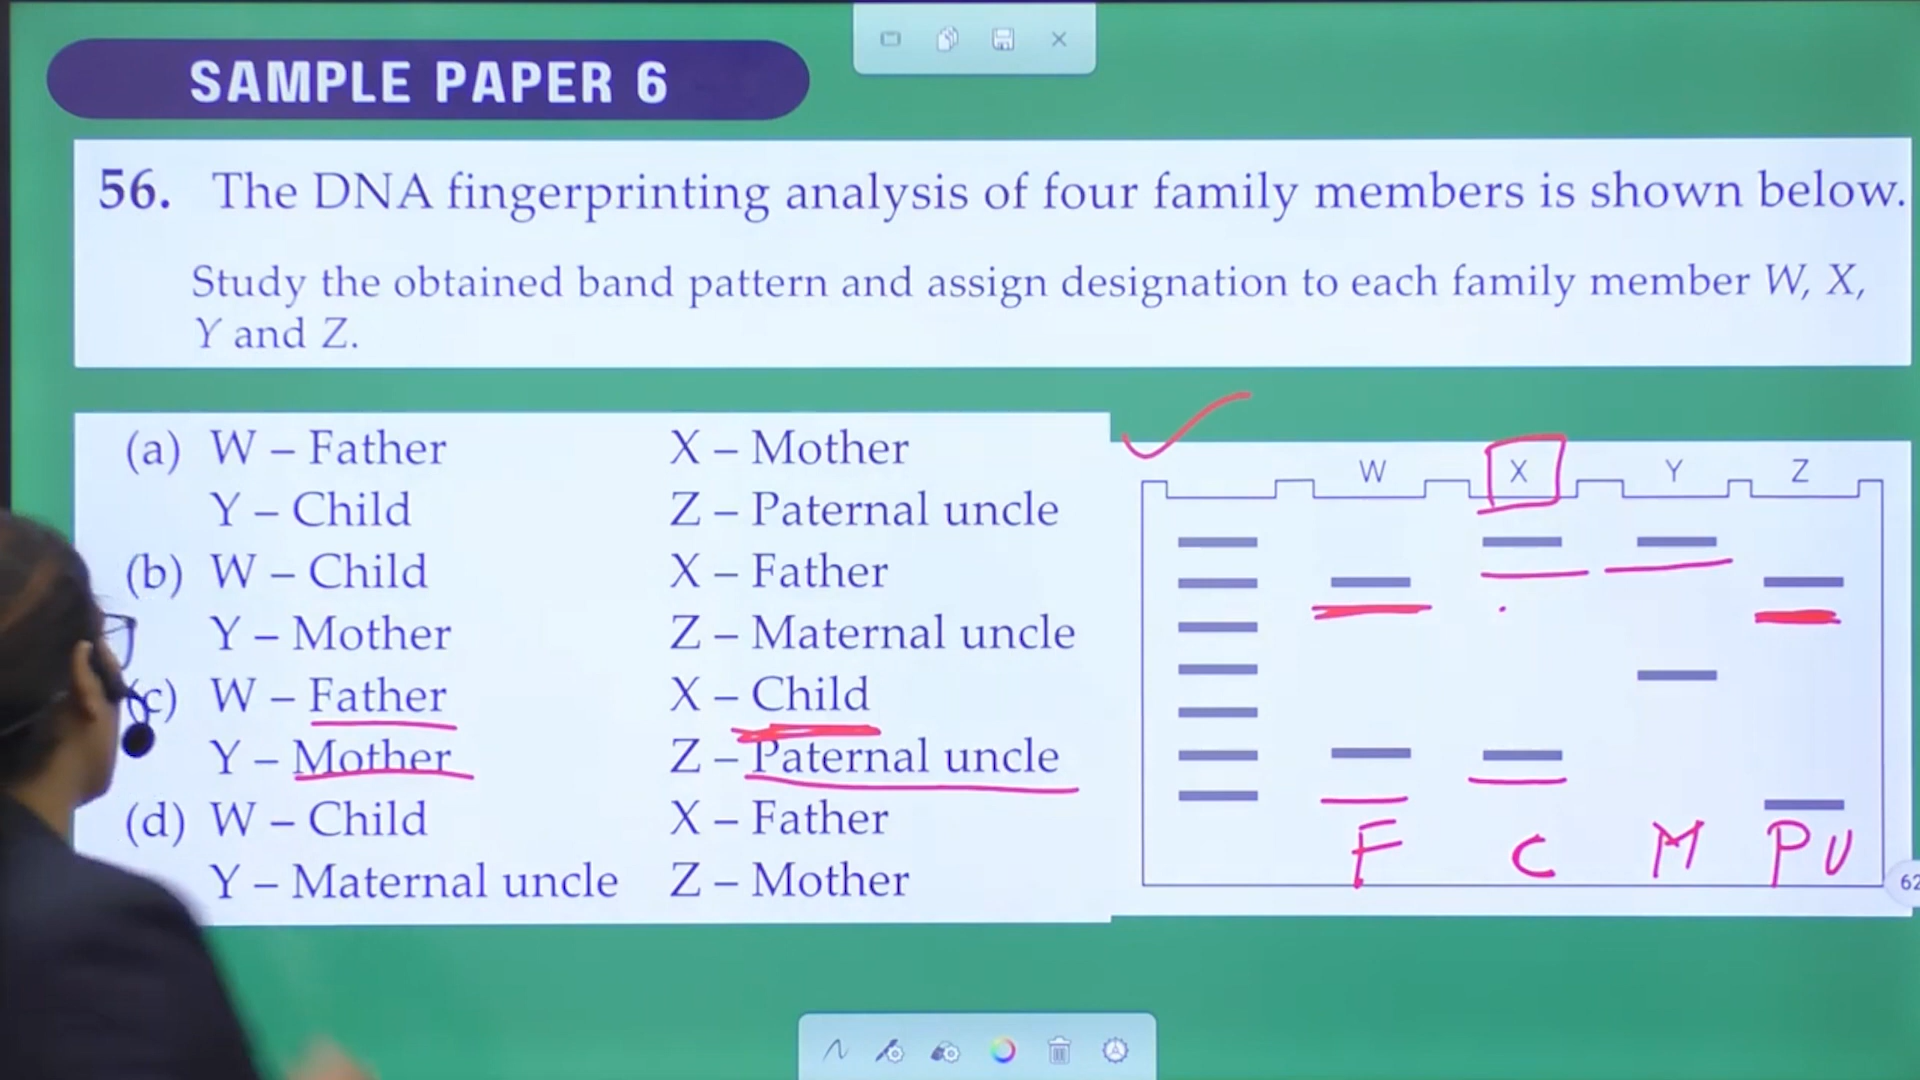 SAMPLE PAPER 6
56. The DNA fingerprinting analysis of four family members is shown below.
Study the obtained band pattern and assign designation to each family member W, X,
Y and Z.
(a) W – Father X – Mother
Y – Child Z – Paternal uncle
(b) W – Child X – Father
Y – Mother Z – Maternal uncle
(c) W – Father X – Child
Y – Mother Z – Paternal uncle
(d) W – Child X – Father
Y – Maternal uncle Z – Mother
W X Y Z
F C M PU
62